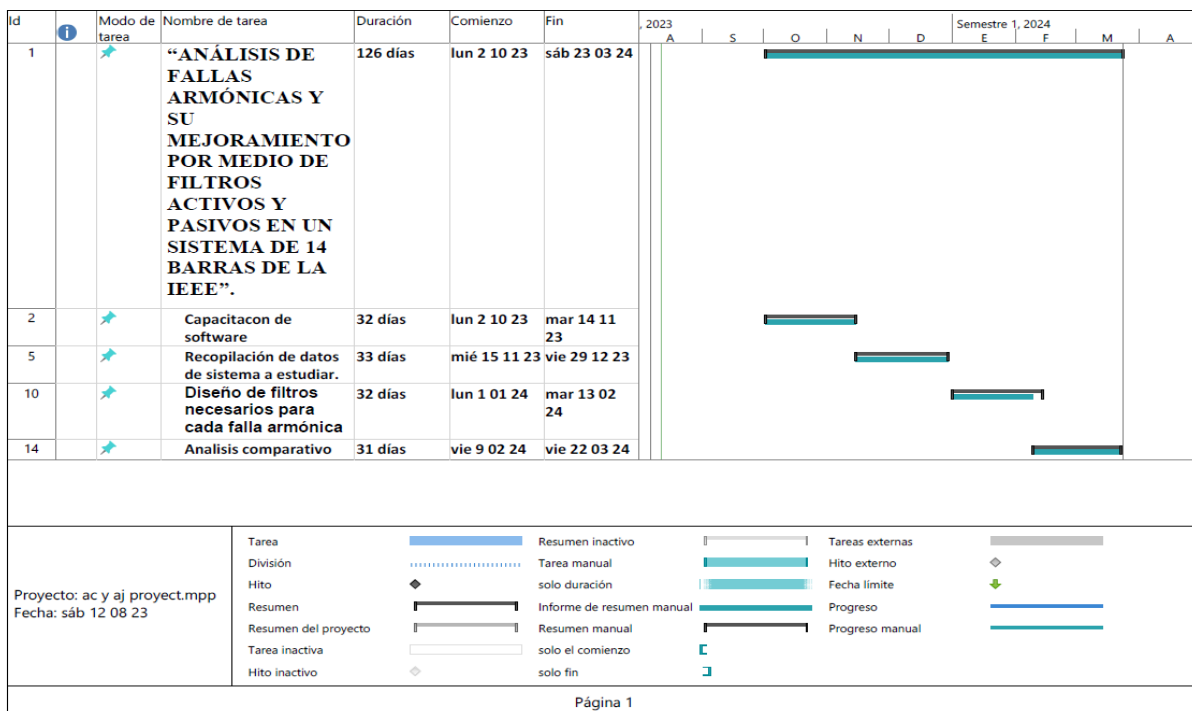 Id Modo de tarea Nombre de tarea Duración Comienzo Fin
, 2023 Semestre 1, 2024
A S O N D E F M A
1 “ANÁLISIS DE 126 días lun 2 10 23 sáb 23 03 24
FALLAS
ARMÓNICAS Y
SU
MEJORAMIENTO
POR MEDIO DE
FILTROS
ACTIVOS Y
PASIVOS EN UN
SISTEMA DE 14
BARRAS DE LA
IEEE”.
2 Capacitacon de software 32 días lun 2 10 23 mar 14 11 23
5 Recopilación de datos de sistema a estudiar. 33 días mié 15 11 23 vie 29 12 23
10 Diseño de filtros necesarios para cada falla armónica 32 días lun 1 01 24 mar 13 02 24
14 Analisis comparativo 31 días vie 9 02 24 vie 22 03 24
Proyecto: ac y aj proyect.mpp
Fecha: sáb 12 08 23
Tarea
División
Hito
Resumen
Resumen del proyecto
Tarea inactiva
Hito inactivo
Resumen inactivo
Tarea manual
solo duración
Informe de resumen manual
Resumen manual
solo el comienzo
solo fin
Tareas externas
Hito externo
Fecha límite
Progreso
Progreso manual
Página 1